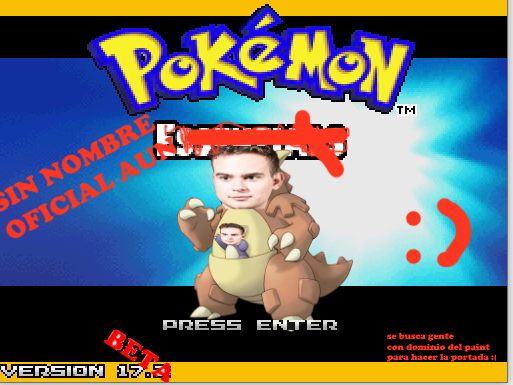 POKéMON
TM
SIN NOMBRE
OFICIAL AUN
:)
PRESS ENTER
BETA
se busca gente
con dominio del paint
para hacer la portada :(
VERSION 17.2